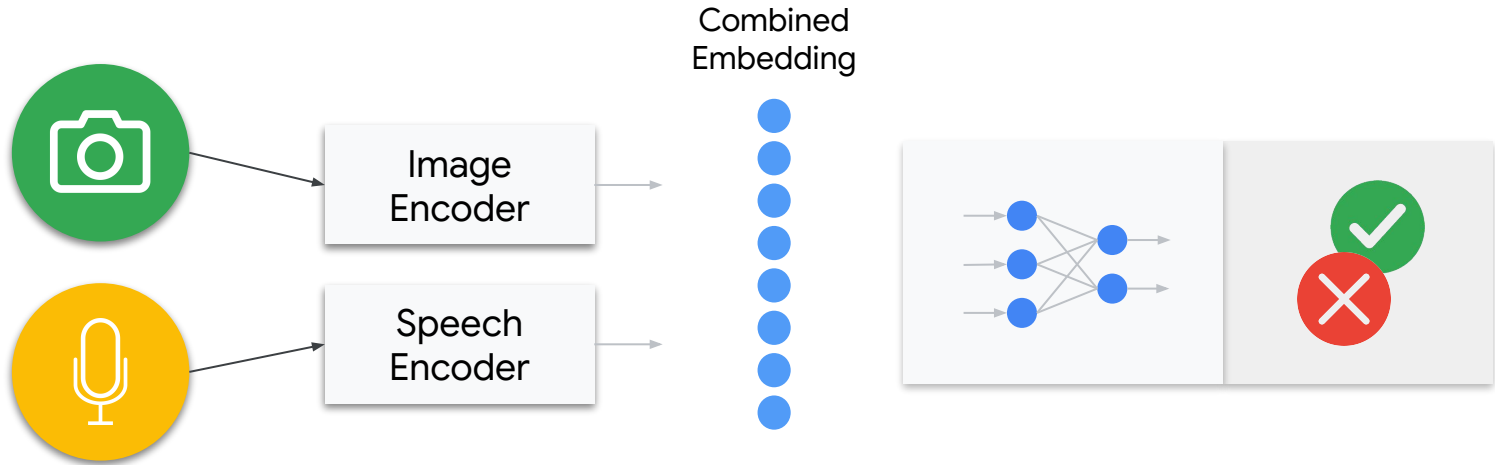 Combined
Embedding
Image
Encoder
Speech
Encoder